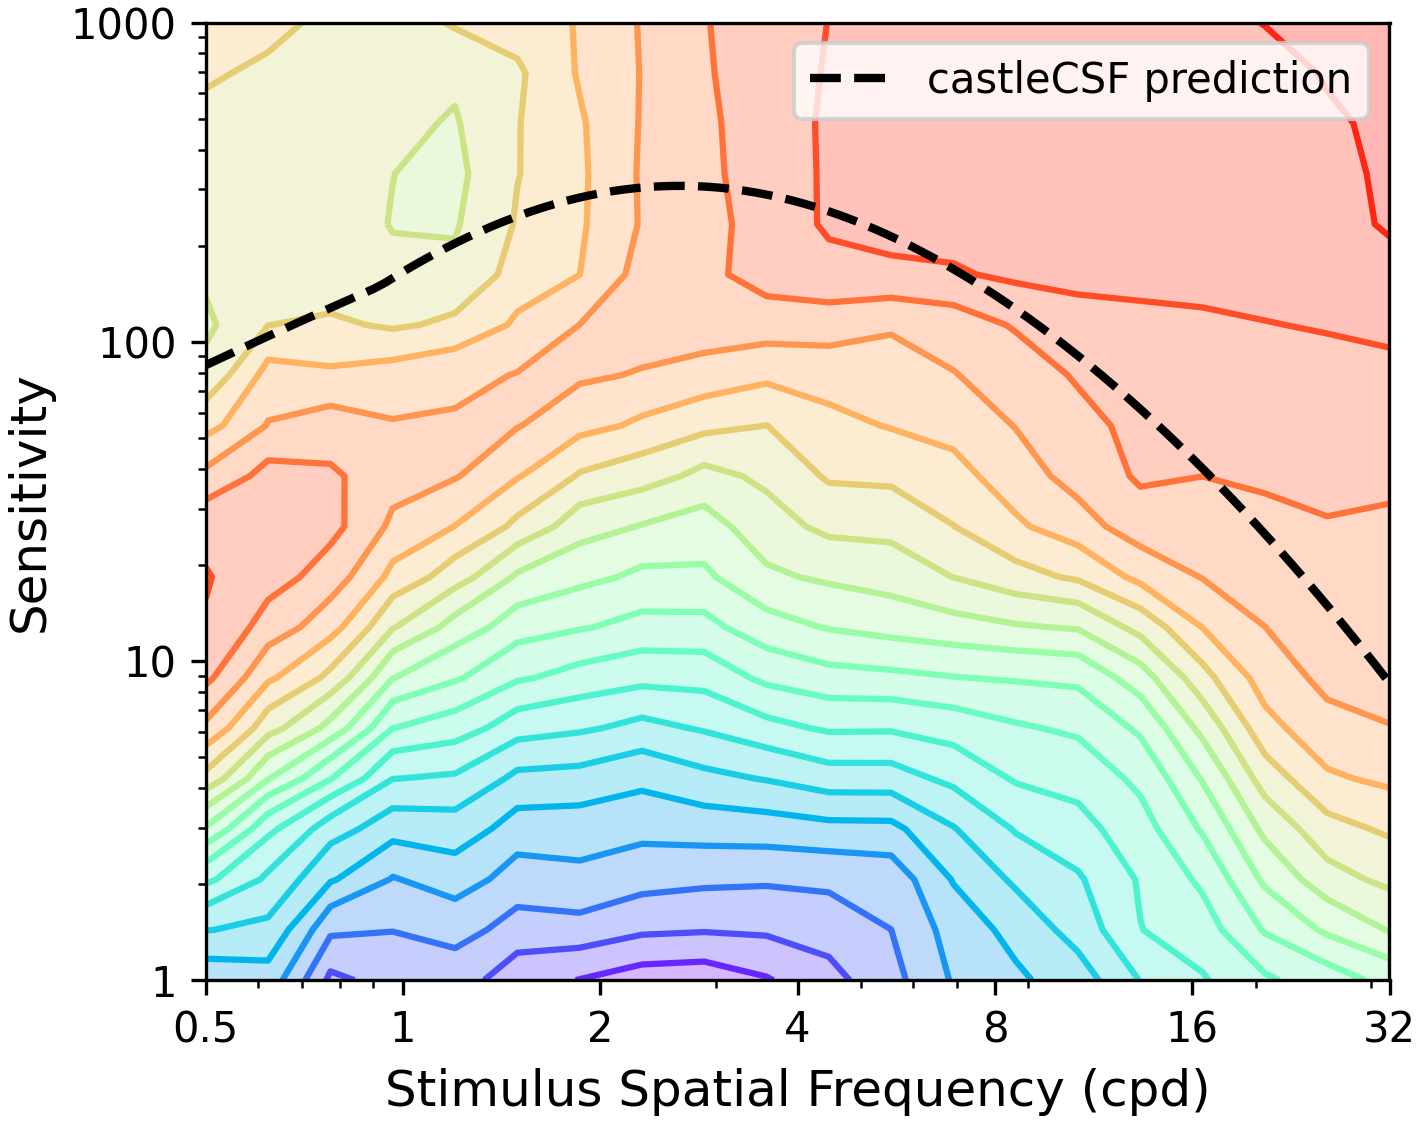 castleCSF prediction
Sensitivity
1000
100
10
1
0.5 1 2 4 8 16 32
Stimulus Spatial Frequency (cpd)